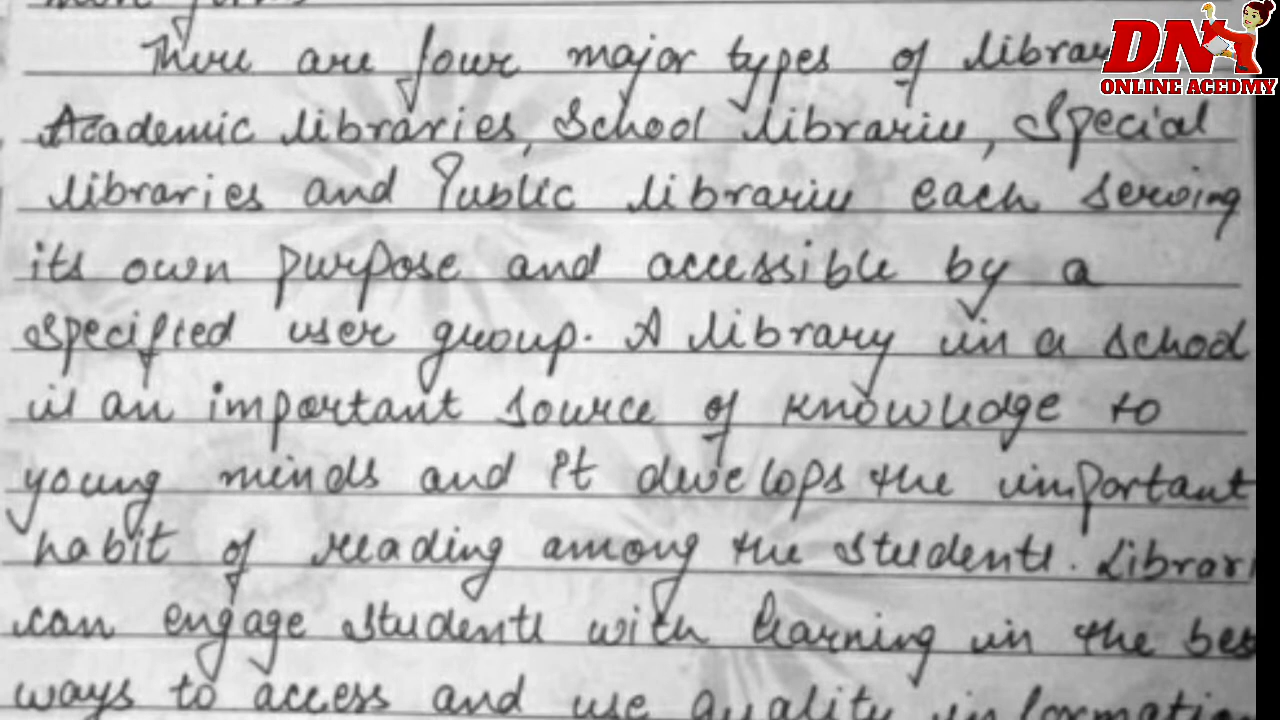 There are four major types of
DNA
ONLINE ACEDMY
Academic libraries, School libraries, Special
libraries and Public libraries each serving
its own purpose and accessible by a
specified user group. A library in a school
is an important source of knowledge to
young minds and it develops the important
habit of reading among the students. Librari
can engage students with learning in the bes
ways to access and use quality informatio